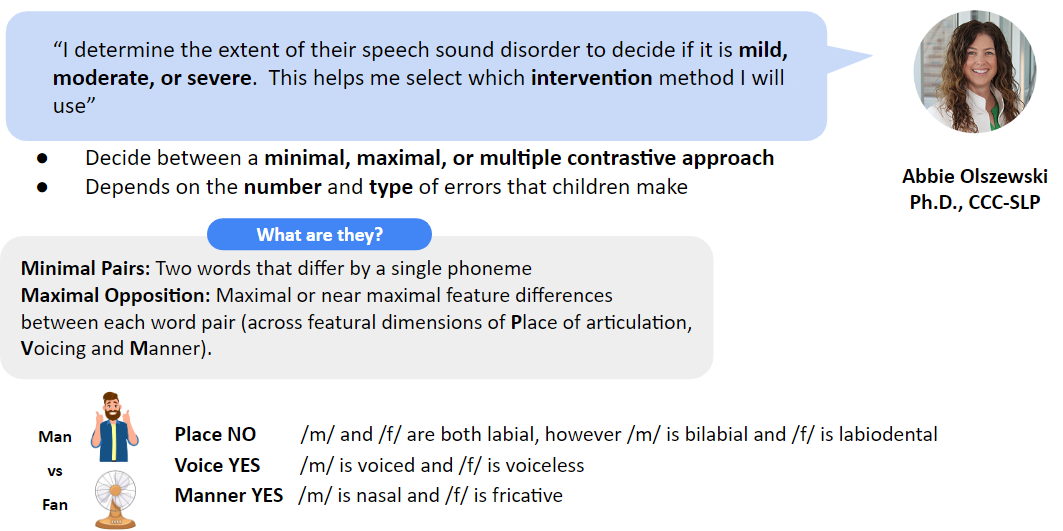 “I determine the extent of their speech sound disorder to decide if it is mild,
moderate, or severe.  This helps me select which intervention method I will
use”
● Decide between a minimal, maximal, or multiple contrastive approach
● Depends on the number and type of errors that children make
Abbie Olszewski
Ph.D., CCC-SLP
What are they?
Minimal Pairs: Two words that differ by a single phoneme
Maximal Opposition: Maximal or near maximal feature differences
between each word pair (across featural dimensions of Place of articulation,
Voicing and Manner).
Man
vs
Fan
Place NO /m/ and /f/ are both labial, however /m/ is bilabial and /f/ is labiodental
Voice YES /m/ is voiced and /f/ is voiceless
Manner YES /m/ is nasal and /f/ is fricative